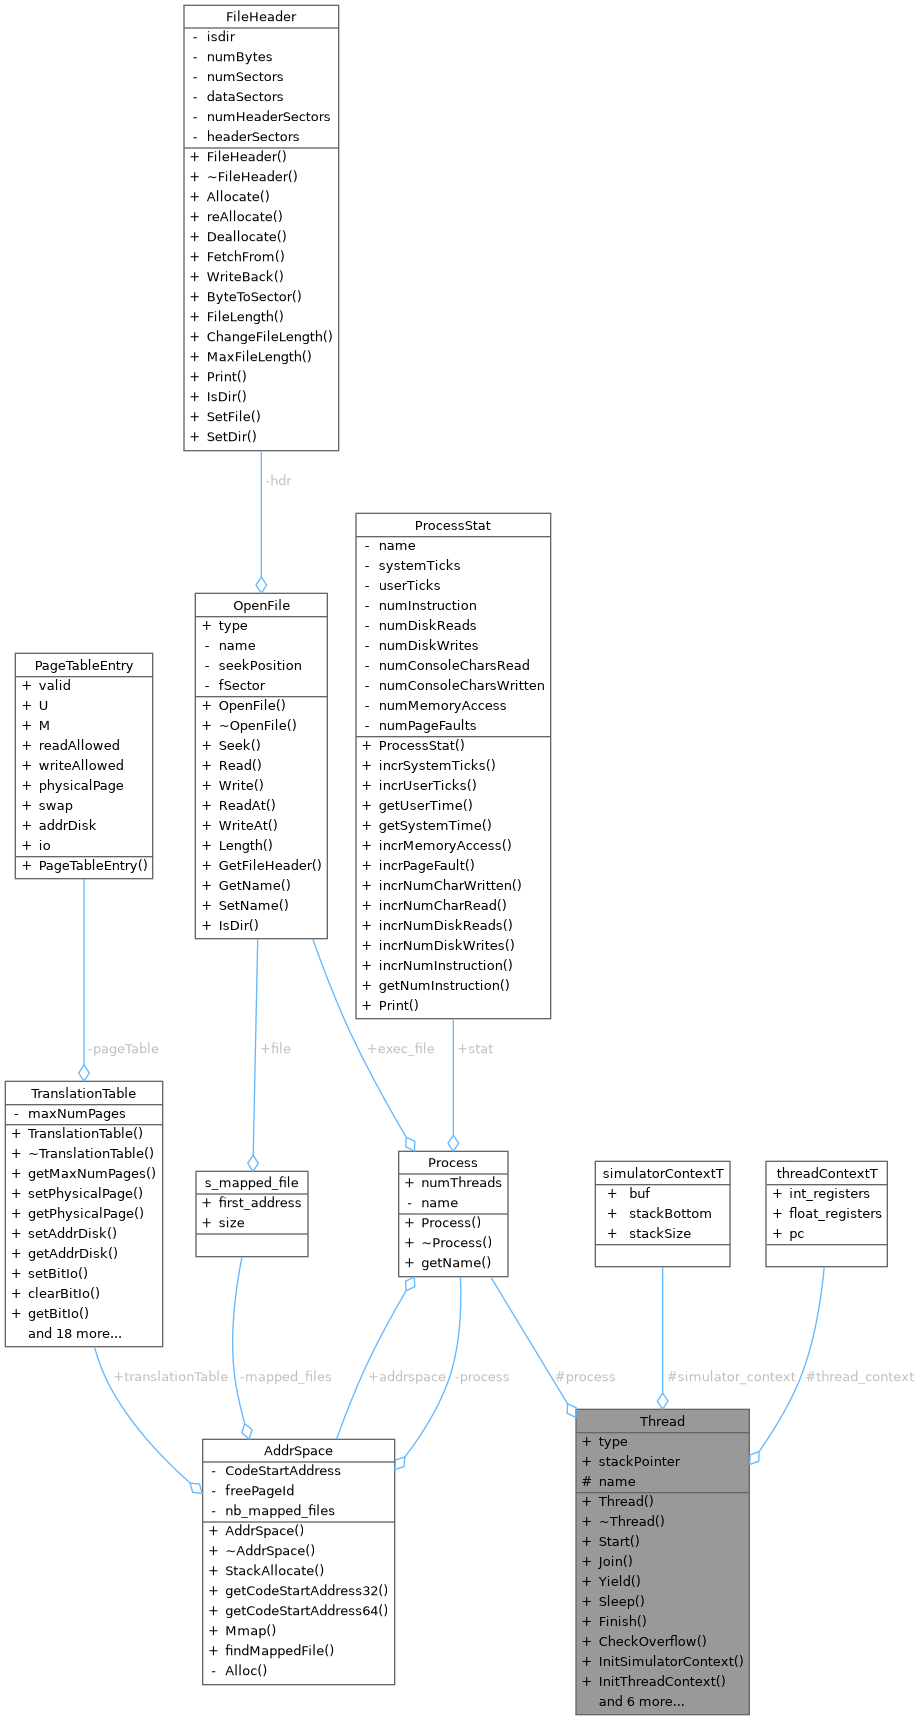 FileHeader
- isdir
- numBytes
- numSectors
- dataSectors
- numHeaderSectors
- headerSectors
+ FileHeader()
+ ~FileHeader()
+ Allocate()
+ reAllocate()
+ Deallocate()
+ FetchFrom()
+ WriteBack()
+ ByteToSector()
+ FileLength()
+ ChangeFileLength()
+ MaxFileLength()
+ Print()
+ IsDir()
+ SetFile()
+ SetDir()
-hdr
ProcessStat
- name
- systemTicks
- userTicks
- numInstruction
- numDiskReads
- numDiskWrites
- numConsoleCharsRead
- numConsoleCharsWritten
- numMemoryAccess
- numPageFaults
+ ProcessStat()
+ incrSystemTicks()
+ incrUserTicks()
+ getUserTime()
+ getSystemTime()
+ incrMemoryAccess()
+ incrPageFault()
+ incrNumCharWritten()
+ incrNumCharRead()
+ incrNumDiskReads()
+ incrNumDiskWrites()
+ incrNumInstruction()
+ getNumInstruction()
+ Print()
OpenFile
+ type
- name
- seekPosition
- fSector
+ OpenFile()
+ ~OpenFile()
+ Seek()
+ Read()
+ Write()
+ ReadAt()
+ WriteAt()
+ Length()
+ GetFileHeader()
+ GetName()
+ SetName()
+ IsDir()
PageTableEntry
+ valid
+ U
+ M
+ readAllowed
+ writeAllowed
+ physicalPage
+ swap
+ addrDisk
+ io
+ PageTableEntry()
-pageTable
+file
+exec_file
+stat
TranslationTable
- maxNumPages
+ TranslationTable()
+ ~TranslationTable()
+ getMaxNumPages()
+ setPhysicalPage()
+ getPhysicalPage()
+ setAddrDisk()
+ getAddrDisk()
+ setBitIo()
+ clearBitIo()
+ getBitIo()
and 18 more...
s_mapped_file
+ first_address
+ size
Process
+ numThreads
- name
+ Process()
+ ~Process()
+ getName()
simulatorContextT
+ buf
+ stackBottom
+ stackSize
threadContextT
+ int_registers
+ float_registers
+ pc
+translationTable
-mapped_files
+addrspace
-process
#process
#simulator_context
#thread_context
AddrSpace
- CodeStartAddress
- freePageId
- nb_mapped_files
+ AddrSpace()
+ ~AddrSpace()
+ StackAllocate()
+ getCodeStartAddress32()
+ getCodeStartAddress64()
+ Mmap()
+ findMappedFile()
- Alloc()
Thread
+ type
+ stackPointer
# name
+ Thread()
+ ~Thread()
+ Start()
+ Join()
+ Yield()
+ Sleep()
+ Finish()
+ CheckOverflow()
+ InitSimulatorContext()
+ InitThreadContext()
and 6 more...